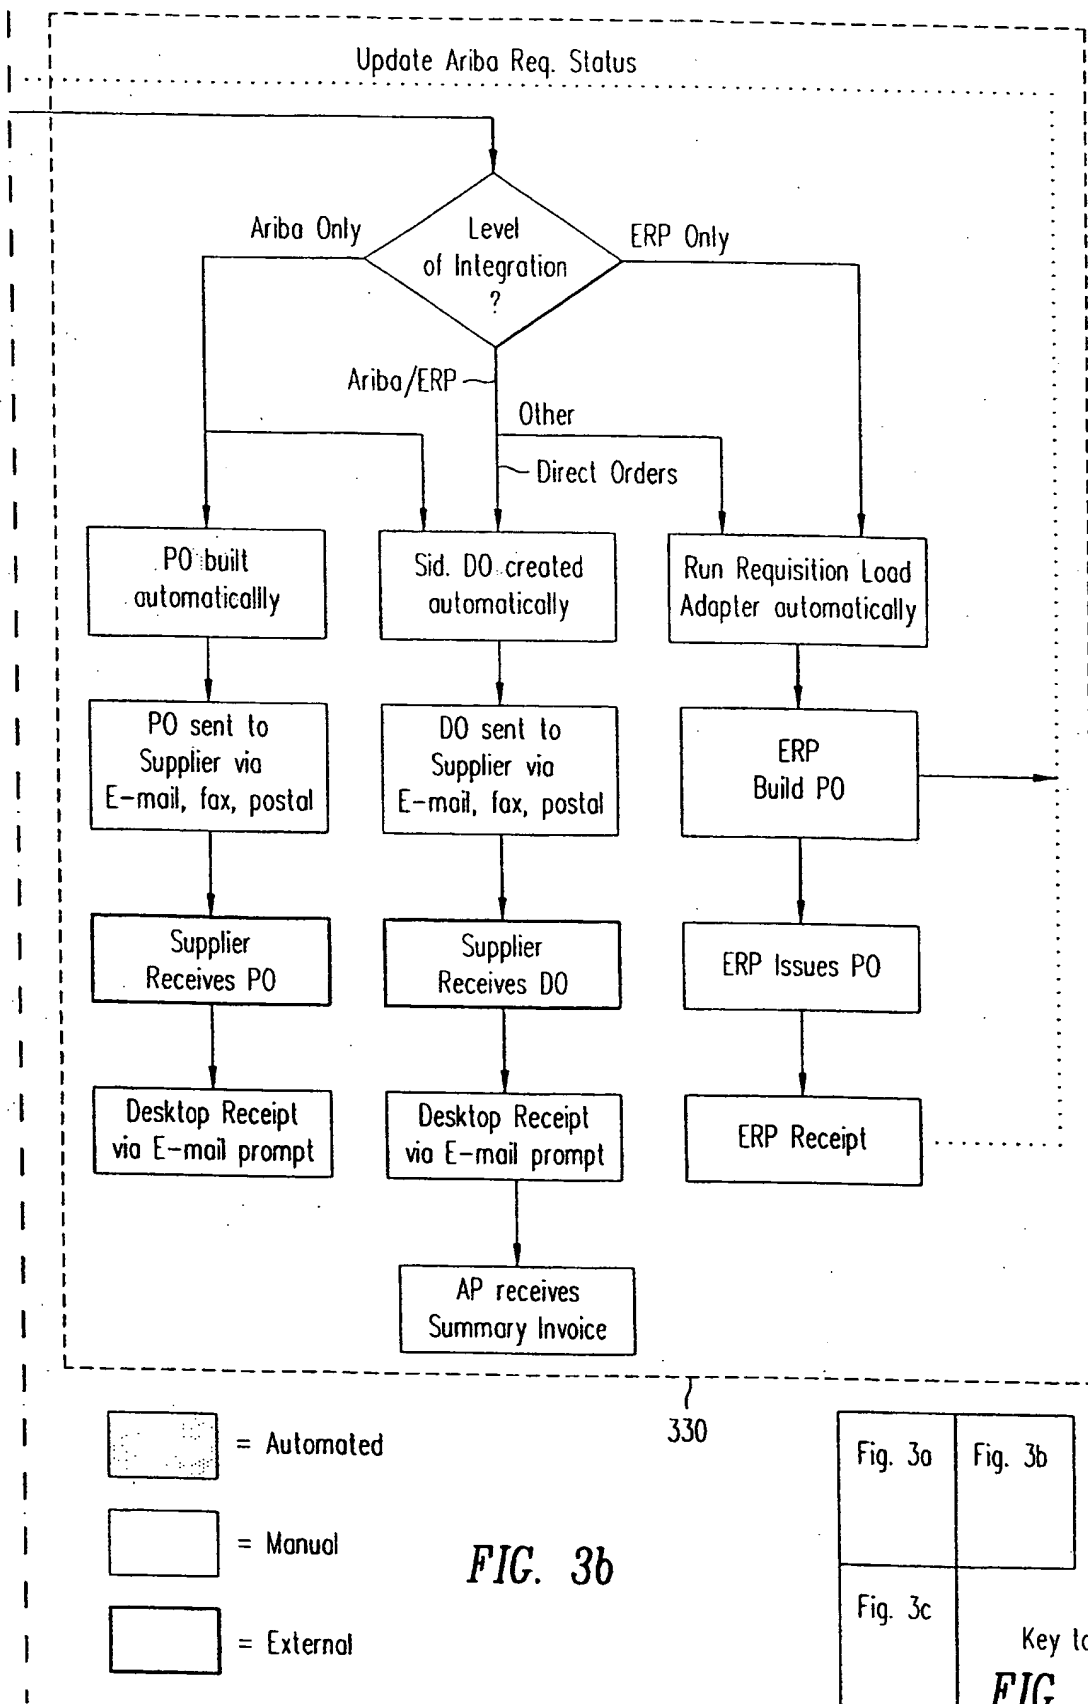 Update Ariba Req. Status
Ariba Only
Level
of Integration
?
ERP Only
Ariba/ERP
Other
Direct Orders
PO built
automaticallly
Sid. DO created
automatically
Run Requisition Load
Adapter automatically
PO sent to
Supplier via
E-mail, fax, postal
DO sent to
Supplier via
E-mail, fax, postal
ERP
Build PO
Supplier
Receives PO
Supplier
Receives DO
ERP Issues PO
Desktop Receipt
via E-mail prompt
Desktop Receipt
via E-mail prompt
ERP Receipt
AP receives
Summary Invoice
330
= Automated
= Manual
= External
FIG. 3b
Fig. 3a
Fig. 3b
Fig. 3c
Key to
FIG.